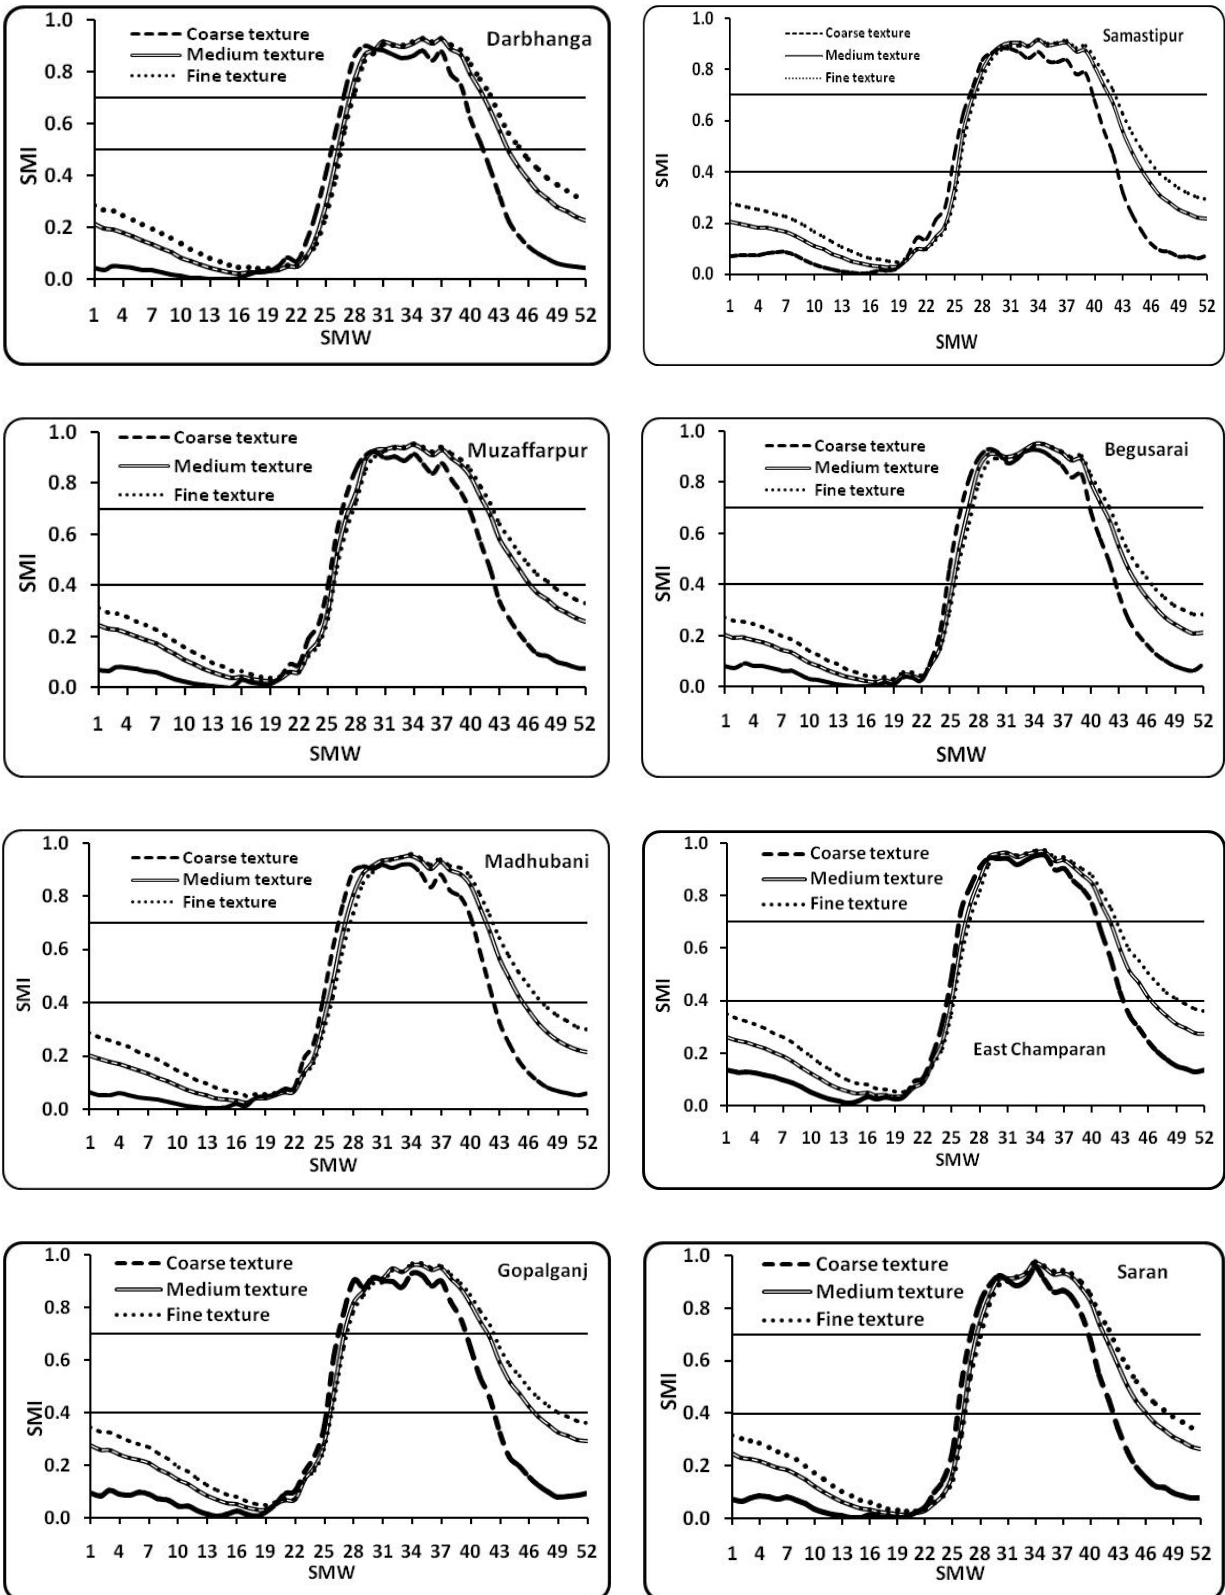 Darbhanga
Coarse texture
Medium texture
Fine texture
1.0
0.8
0.6
0.4
0.2
0.0
SMI
1 4 7 10 13 16 19 22 25 28 31 34 37 40 43 46 49 52
SMW
Samastipur
Coarse texture
Medium texture
Fine texture
1.0
0.8
0.6
0.4
0.2
0.0
SMI
1 4 7 10 13 16 19 22 25 28 31 34 37 40 43 46 49 52
SMW
Muzaffarpur
Coarse texture
Medium texture
Fine texture
1.0
0.8
0.6
0.4
0.2
0.0
SMI
1 4 7 10 13 16 19 22 25 28 31 34 37 40 43 46 49 52
SMW
Begusarai
Coarse texture
Medium texture
Fine texture
1.0
0.8
0.6
0.4
0.2
0.0
SMI
1 4 7 10 13 16 19 22 25 28 31 34 37 40 43 46 49 52
SMW
Madhubani
Coarse texture
Medium texture
Fine texture
1.0
0.8
0.6
0.4
0.2
0.0
SMI
1 4 7 10 13 16 19 22 25 28 31 34 37 40 43 46 49 52
SMW
Coarse texture
Medium texture
Fine texture
East Champaran
1.0
0.8
0.6
0.4
0.2
0.0
SMI
1 4 7 10 13 16 19 22 25 28 31 34 37 40 43 46 49 52
SMW
Gopalganj
Coarse texture
Medium texture
Fine texture
1.0
0.8
0.6
0.4
0.2
0.0
SMI
1 4 7 10 13 16 19 22 25 28 31 34 37 40 43 46 49 52
SMW
Saran
Coarse texture
Medium texture
Fine texture
1.0
0.8
0.6
0.4
0.2
0.0
SMI
1 4 7 10 13 16 19 22 25 28 31 34 37 40 43 46 49 52
SMW